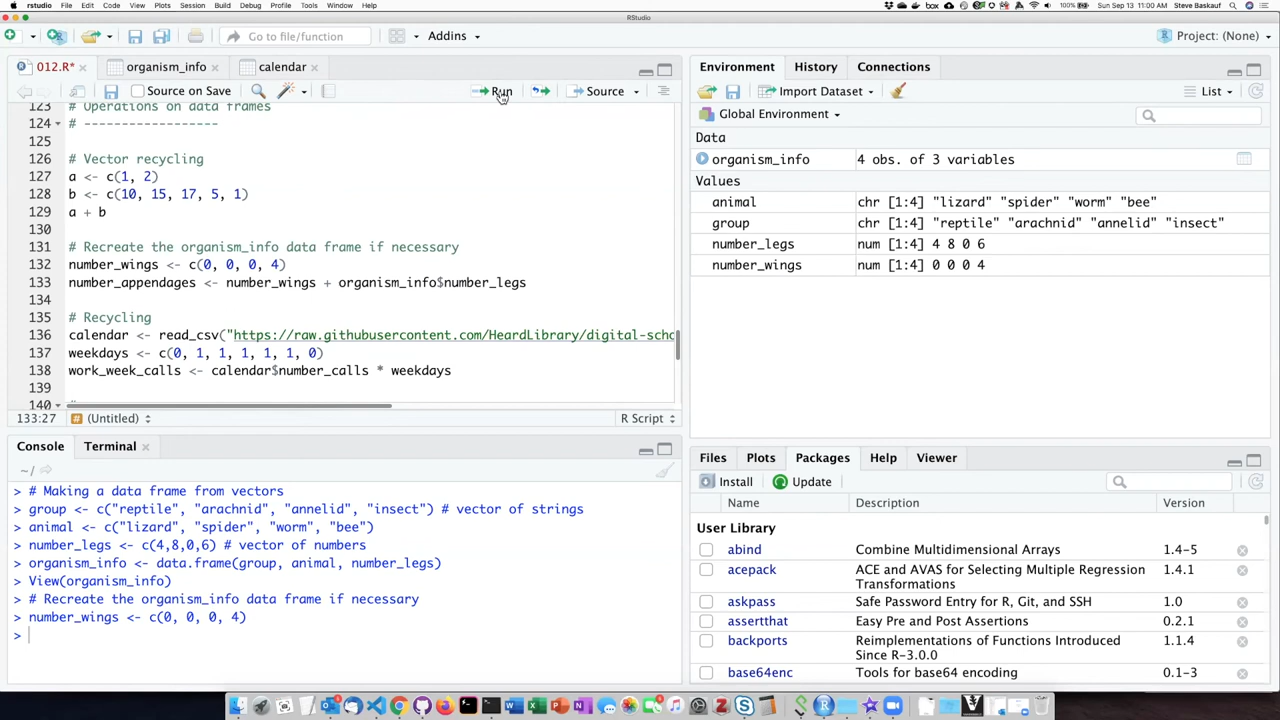 rstudio File Edit Code View Plots Session Build Debug Profile Tools Window Help box 100% Sun Sep 13 11:00 AM Steve Baskauf
RStudio
Go to file/function Addins Project: (None)
012.R* organism_info calendar
Source on Save Run Source
123 # Operations on data frames
124 # ------------------
125
126 # Vector recycling
127 a <- c(1, 2)
128 b <- c(10, 15, 17, 5, 1)
129 a + b
130
131 # Recreate the organism_info data frame if necessary
132 number_wings <- c(0, 0, 0, 4)
133 number_appendages <- number_wings + organism_info$number_legs
134
135 # Recycling
136 calendar <- read_csv("https://raw.githubusercontent.com/HeardLibrary/digital-scho
137 weekdays <- c(0, 1, 1, 1, 1, 1, 0)
138 work_week_calls <- calendar$number_calls * weekdays
139
140
133:27 # (Untitled) R Script
Console Terminal
~/
> # Making a data frame from vectors
> group <- c("reptile", "arachnid", "annelid", "insect") # vector of strings
> animal <- c("lizard", "spider", "worm", "bee")
> number_legs <- c(4,8,0,6) # vector of numbers
> organism_info <- data.frame(group, animal, number_legs)
> View(organism_info)
> # Recreate the organism_info data frame if necessary
> number_wings <- c(0, 0, 0, 4)
>
Environment History Connections
Import Dataset List
Global Environment
Data
organism_info 4 obs. of 3 variables
Values
animal chr [1:4] "lizard" "spider" "worm" "bee"
group chr [1:4] "reptile" "arachnid" "annelid" "insect"
number_legs num [1:4] 4 8 0 6
number_wings num [1:4] 0 0 0 4
Files Plots Packages Help Viewer
Install Update
Name Description Version
User Library
abind Combine Multidimensional Arrays 1.4-5
acepack ACE and AVAS for Selecting Multiple Regression Transformations 1.4.1
askpass Safe Password Entry for R, Git, and SSH 1.0
assertthat Easy Pre and Post Assertions 0.2.1
backports Reimplementations of Functions Introduced Since R-3.0.0 1.1.4
base64enc Tools for base64 encoding 0.1-3